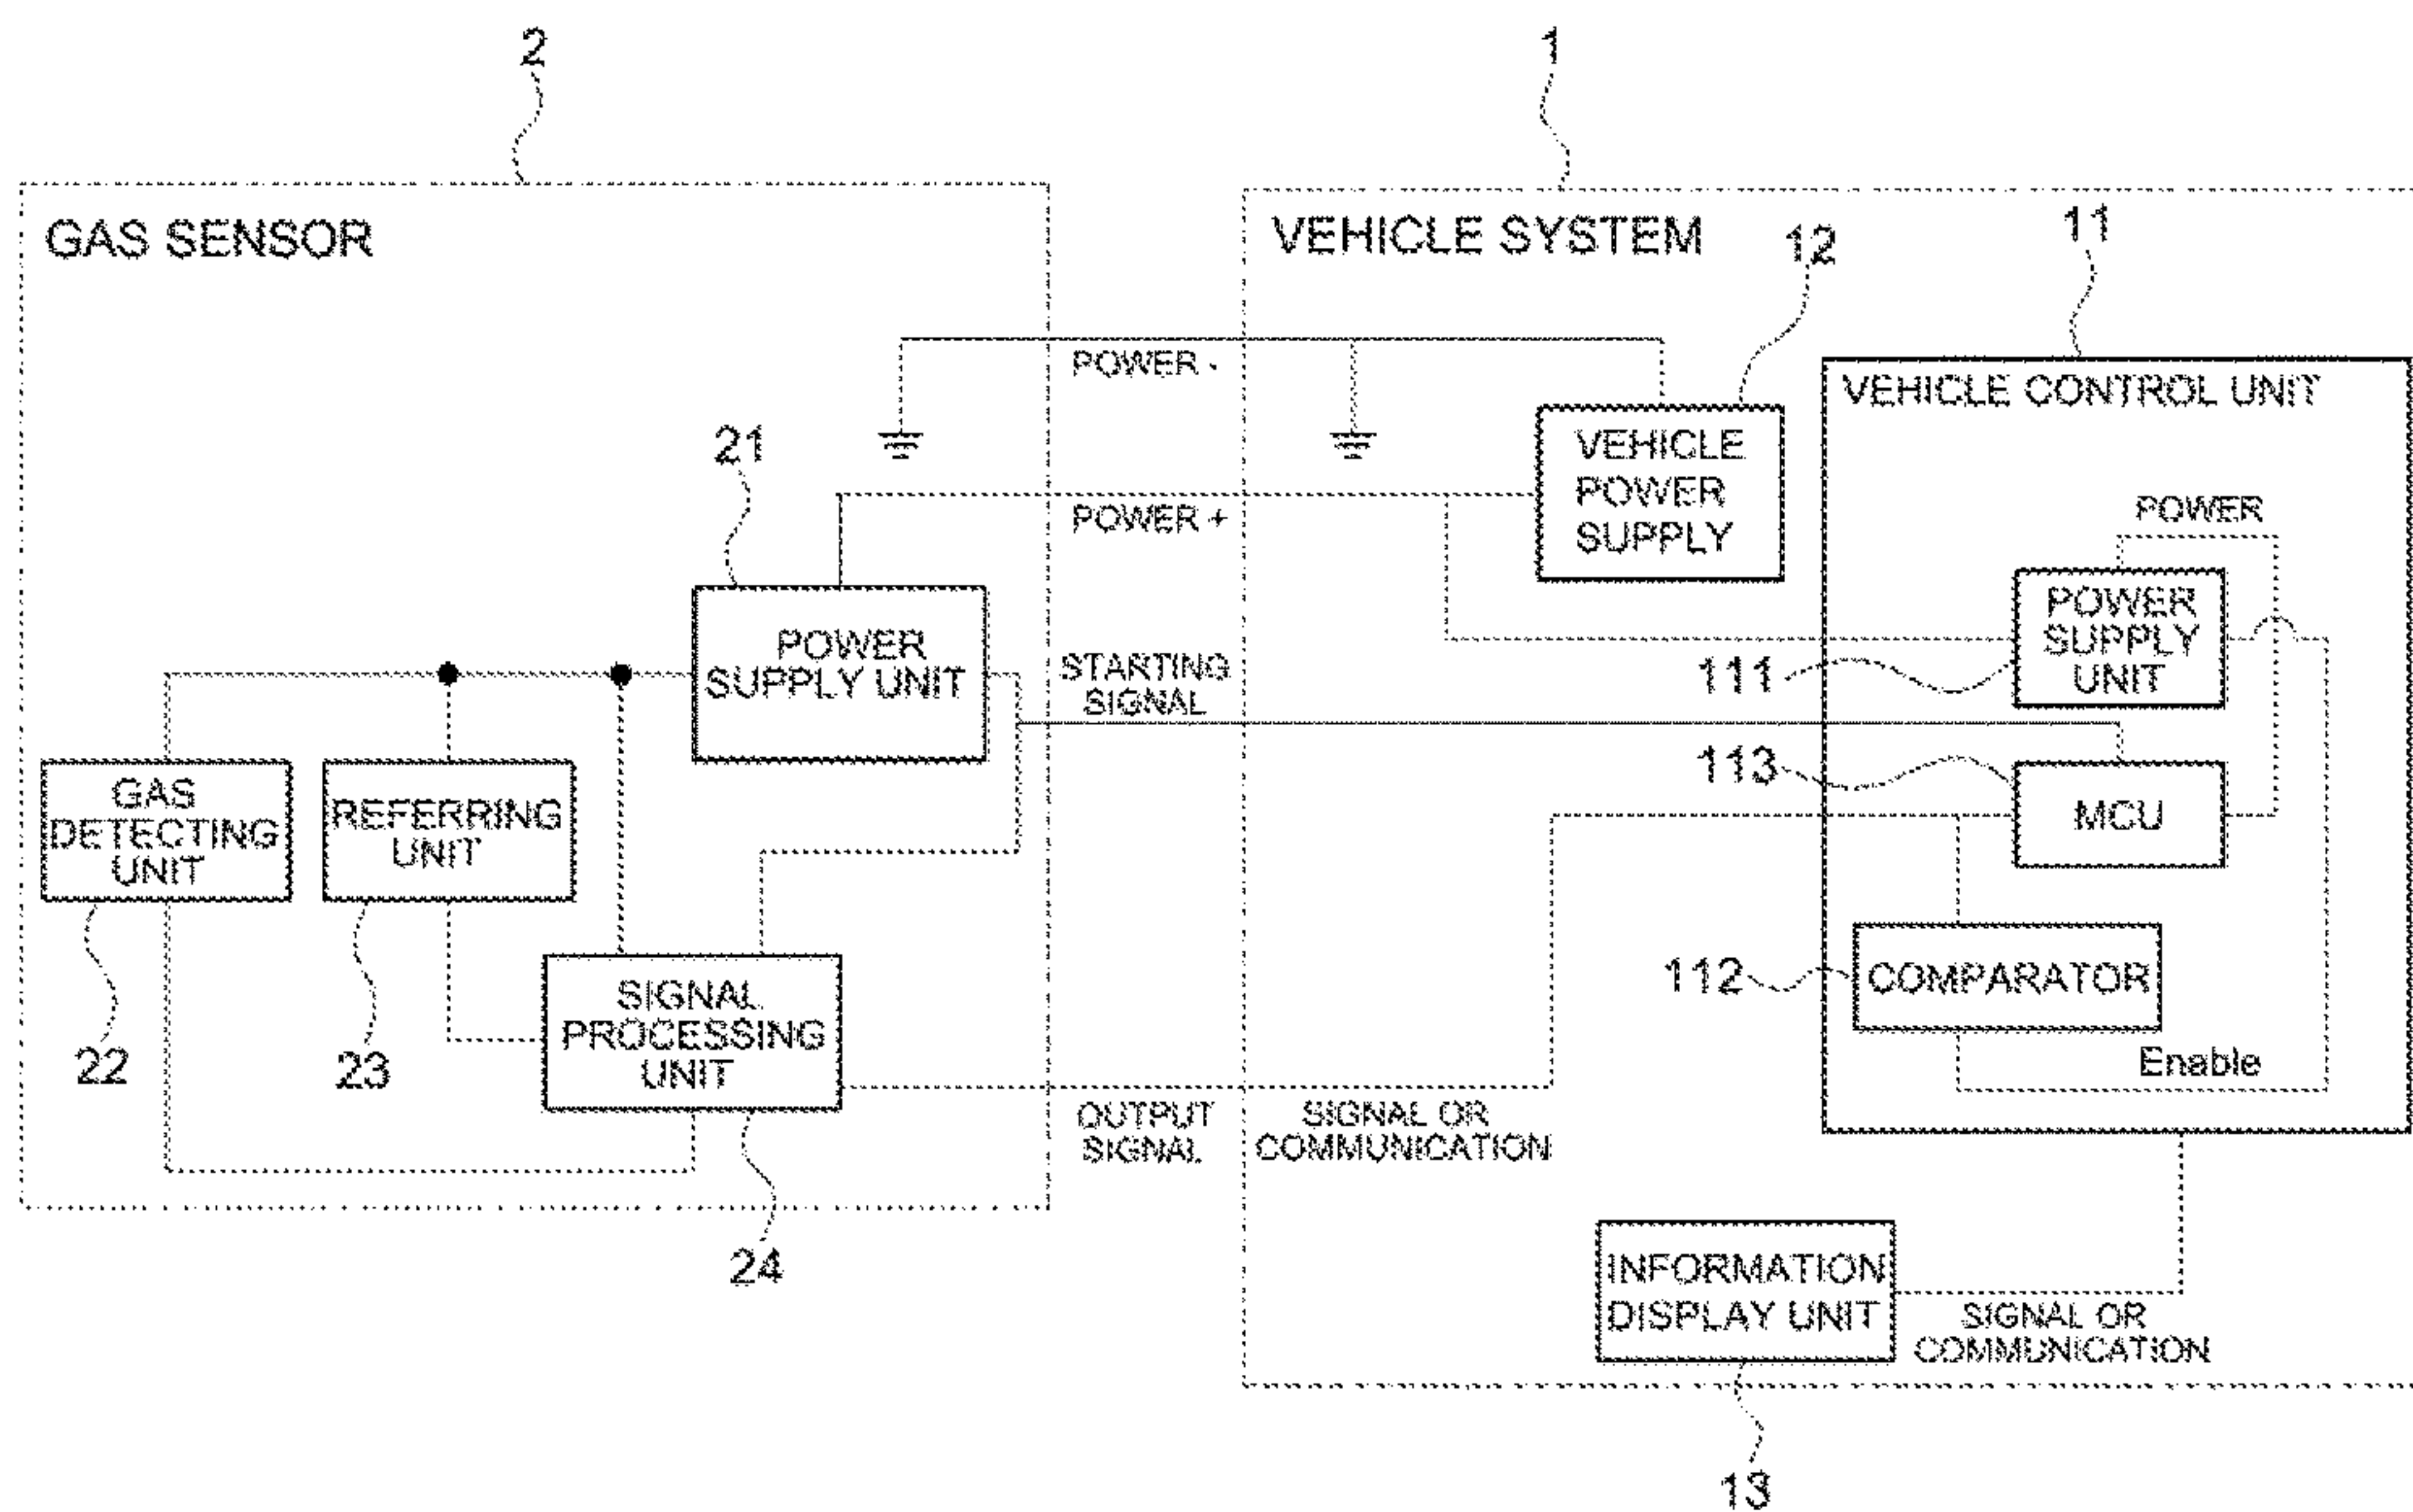 2
1
GAS SENSOR
VEHICLE SYSTEM
12
11
POWER -
VEHICLE CONTROL UNIT
21
VEHICLE
POWER
SUPPLY
POWER +
POWER
POWER
SUPPLY UNIT
STARTING
SIGNAL
111
POWER
SUPPLY
UNIT
GAS
DETECTING
UNIT
REFERRING
UNIT
113
MCU
22
23
SIGNAL
PROCESSING
UNIT
112
COMPARATOR
Enable
OUTPUT
SIGNAL
SIGNAL OR
COMMUNICATION
24
INFORMATION
DISPLAY UNIT
SIGNAL OR
COMMUNICATION
13